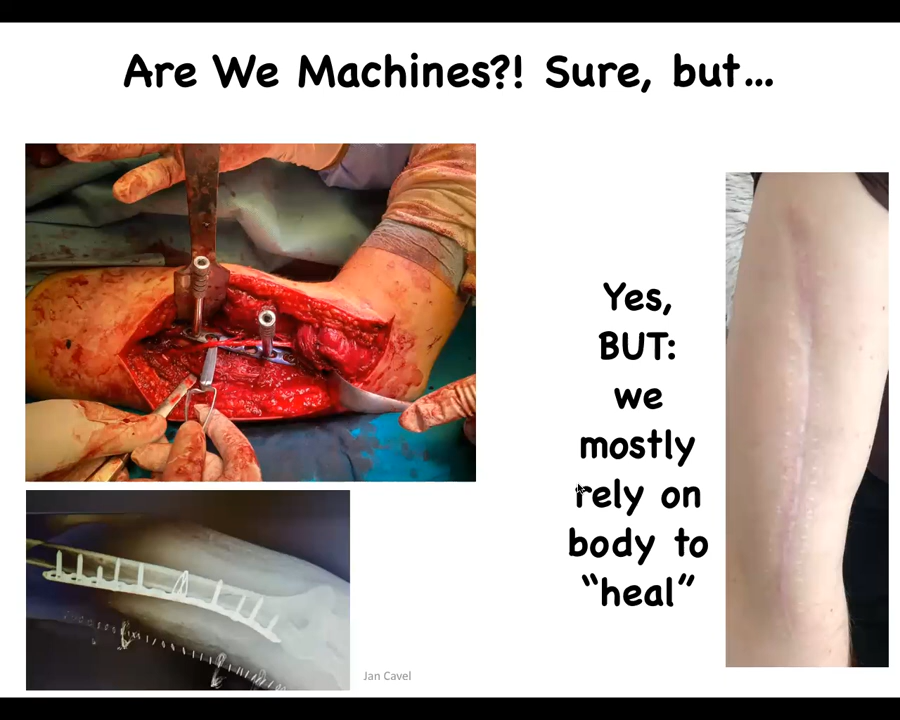 Are We Machines?! Sure, but...
Yes,
BUT:
we
mostly
rely on
body to
“heal”
Jan Cavel